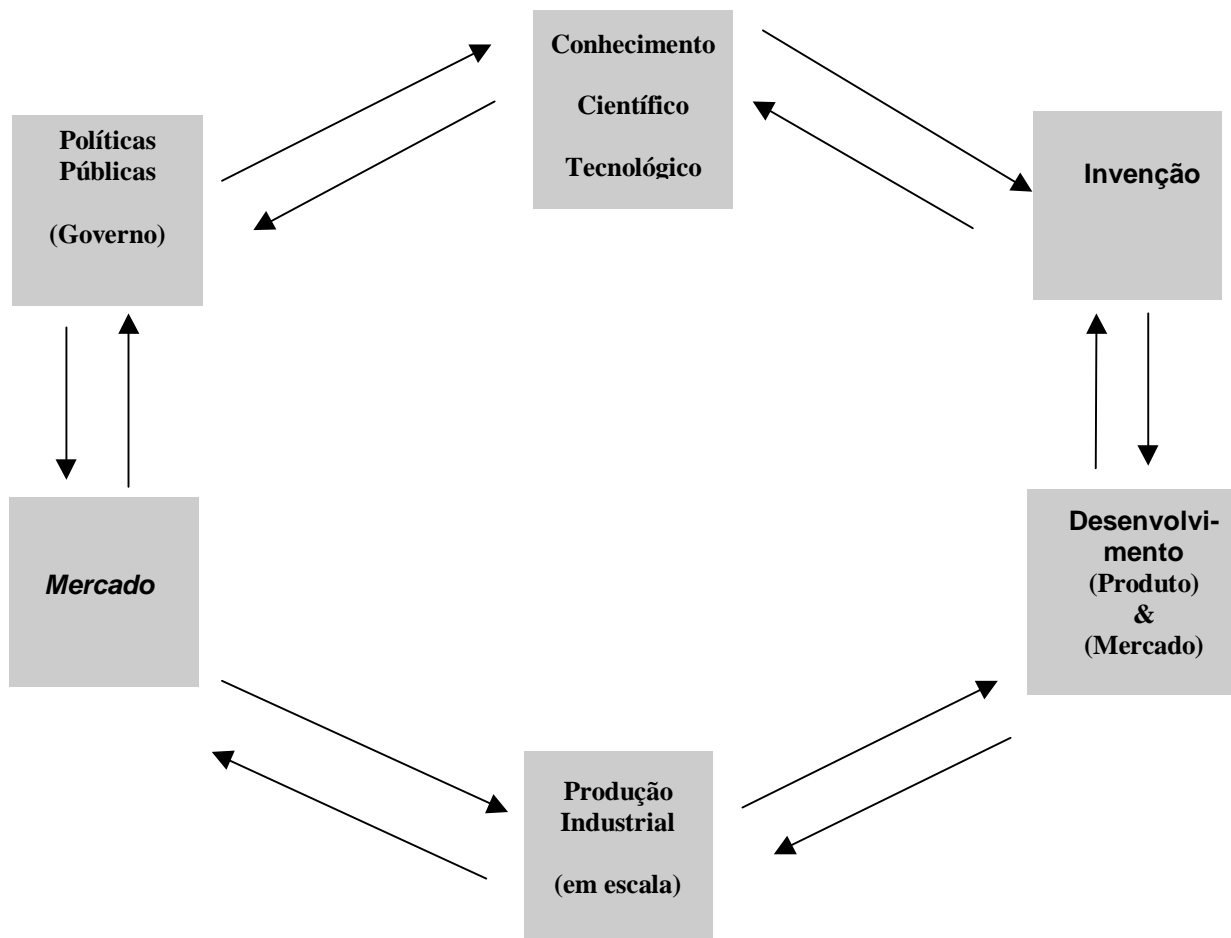 Conhecimento
Científico
Tecnológico
Políticas
Públicas
(Governo)
Invenção
Mercado
Desenvolvi-
mento
(Produto)
&
(Mercado)
Produção
Industrial
(em escala)